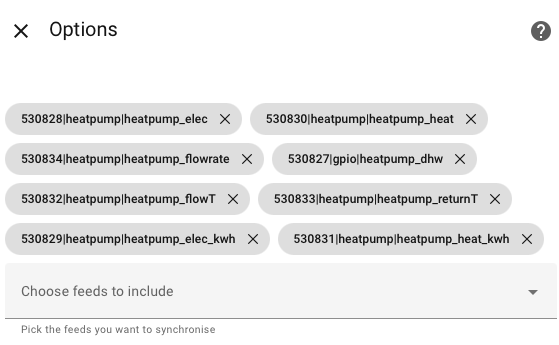 Options
530828|heatpump|heatpump_elec
530830|heatpump|heatpump_heat
530834|heatpump|heatpump_flowrate
530827|gpio|heatpump_dhw
530832|heatpump|heatpump_flowT
530833|heatpump|heatpump_returnT
530829|heatpump|heatpump_elec_kwh
530831|heatpump|heatpump_heat_kwh
Choose feeds to include
Pick the feeds you want to synchronise